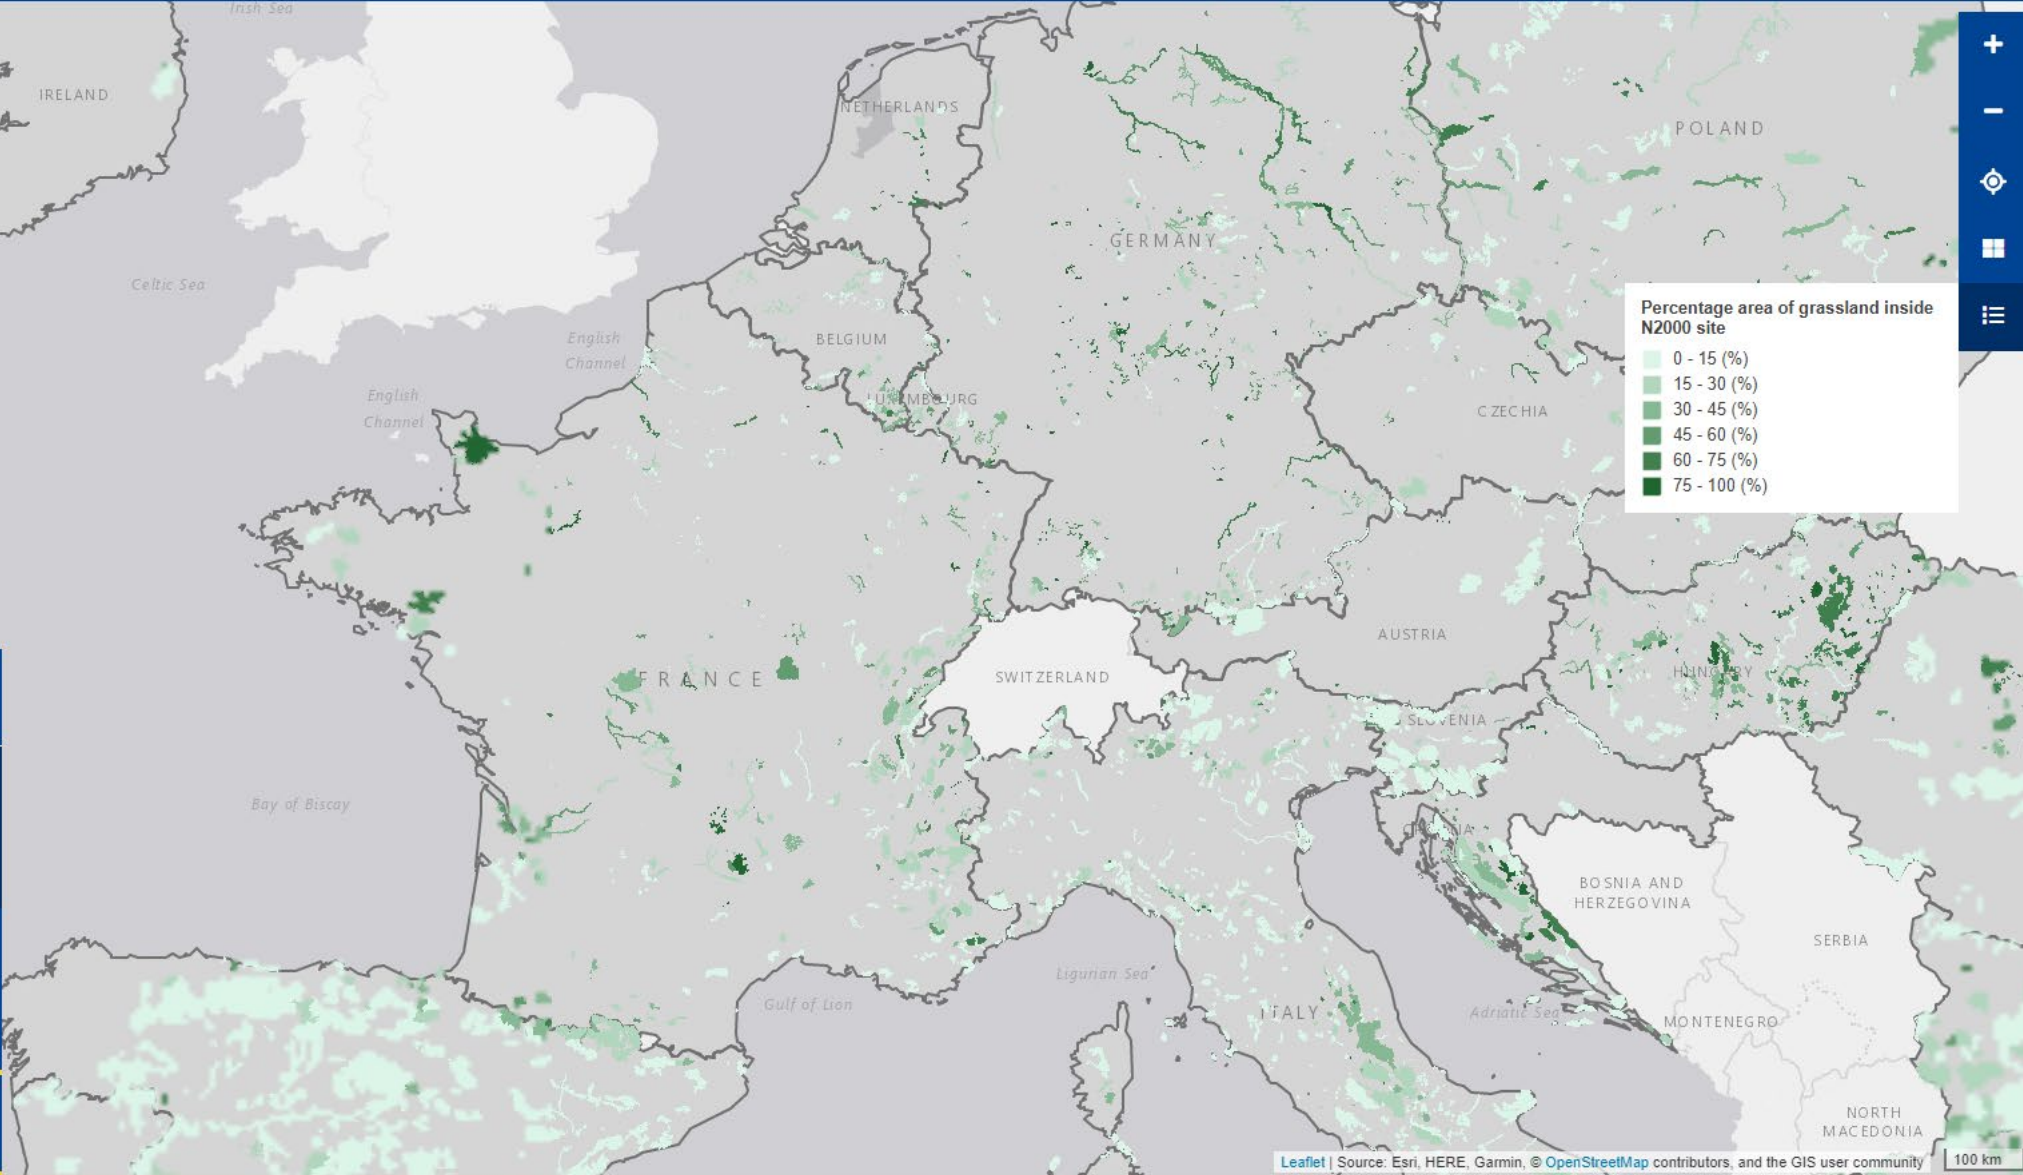 Irish Sea
IRELAND
NETHERLANDS
POLAND
GERMANY
Celtic Sea
English
Channel
BELGIUM
English
Channel
LUXEMBOURG
CZECHIA
Percentage area of grassland inside
N2000 site
0 - 15 (%)
15 - 30 (%)
30 - 45 (%)
45 - 60 (%)
60 - 75 (%)
75 - 100 (%)
AUSTRIA
FRANCE
SWITZERLAND
HUNGARY
SLOVENIA
Bay of Biscay
CROATIA
BOSNIA AND
HERZEGOVINA
SERBIA
Ligurian Sea
Gulf of Lion
ITALY
Adriatic Sea
MONTENEGRO
NORTH
MACEDONIA
Leaflet | Source: Esri, HERE, Garmin, © OpenStreetMap contributors, and the GIS user community
100 km